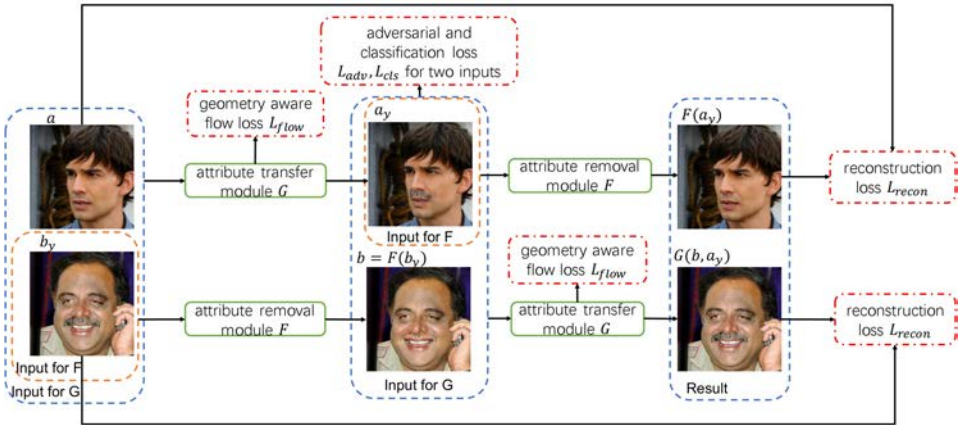 adversarial and
classification loss
L_adv, L_cls for two inputs
a
geometry aware
flow loss L_flow
a_y
F(a_y)
attribute transfer
module G
attribute removal
module F
reconstruction
loss L_recon
Input for F
b_y
b = F(b_y)
geometry aware
flow loss L_flow
G(b, a_y)
attribute removal
module F
attribute transfer
module G
reconstruction
loss L_recon
Input for F
Input for G
Input for G
Result